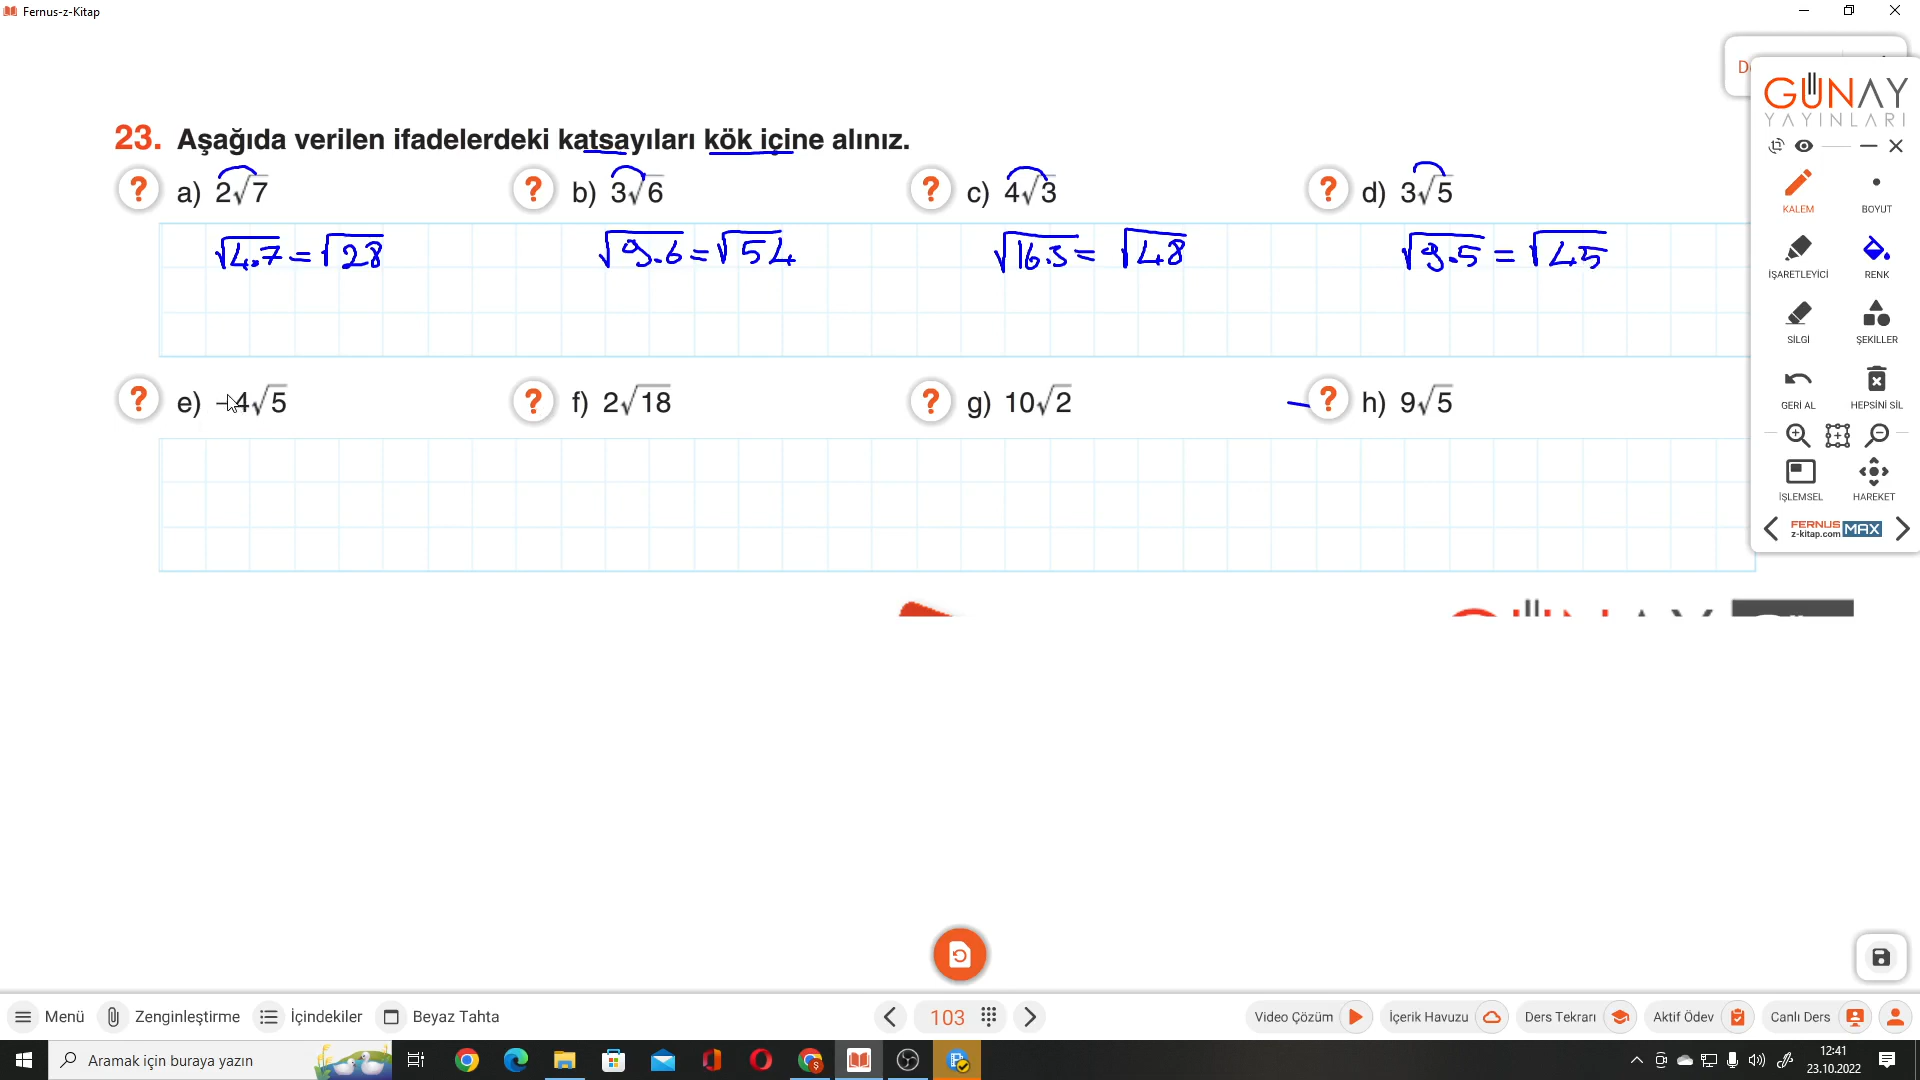 Fernus-z-Kitap
GÜNAY
YAYINLARI
23. Aşağıda verilen ifadelerdeki katsayıları kök içine alınız.
a) 2√7 b) 3√6 c) 4√3 d) 3√5
√4.7 = √28 √9.6 = √54 √16.3 = √48 √9.5 = √45
e) -4√5 f) 2√18 g) 10√2 h) 9√5
KALEM BOYUT
İŞARETLEYİCİ RENK
SİLGİ ŞEKİLLER
GERİ AL HEPSİNİ SİL
İŞLEMSEL HAREKET
FERNUS MAX
z-kitap.com
Menü Zenginleştirme İçindekiler Beyaz Tahta 103 Video Çözüm İçerik Havuzu Ders Tekrarı Aktif Ödev Canlı Ders
Aramak için buraya yazın
12:41
23.10.2022